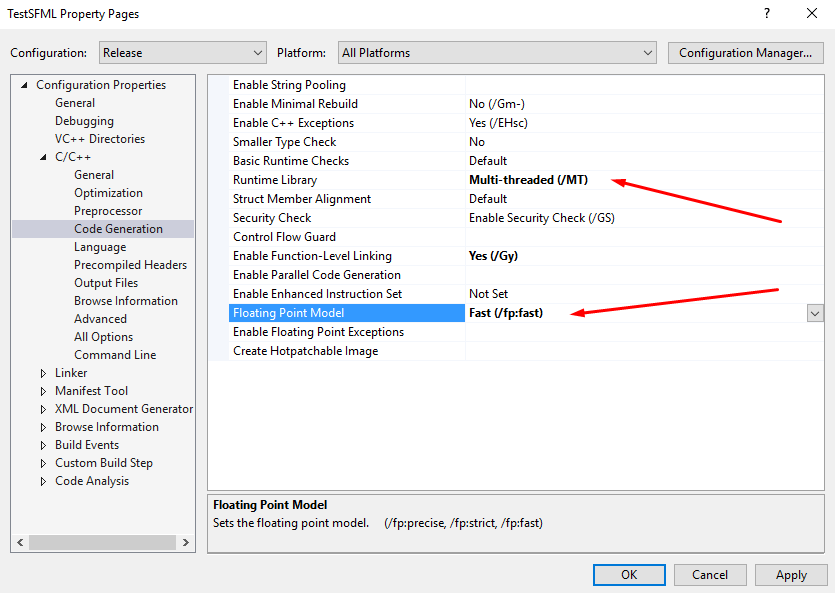 TestSFML Property Pages ?
Configuration: Release Platform: All Platforms Configuration Manager...
Configuration Properties
General
Debugging
VC++ Directories
C/C++
General
Optimization
Preprocessor
Code Generation
Language
Precompiled Headers
Output Files
Browse Information
Advanced
All Options
Command Line
Linker
Manifest Tool
XML Document Generator
Browse Information
Build Events
Custom Build Step
Code Analysis
Enable String Pooling
Enable Minimal Rebuild No (/Gm-)
Enable C++ Exceptions Yes (/EHsc)
Smaller Type Check No
Basic Runtime Checks Default
Runtime Library Multi-threaded (/MT)
Struct Member Alignment Default
Security Check Enable Security Check (/GS)
Control Flow Guard
Enable Function-Level Linking Yes (/Gy)
Enable Parallel Code Generation
Enable Enhanced Instruction Set Not Set
Floating Point Model Fast (/fp:fast)
Enable Floating Point Exceptions
Create Hotpatchable Image
Floating Point Model
Sets the floating point model. (/fp:precise, /fp:strict, /fp:fast)
OK Cancel Apply